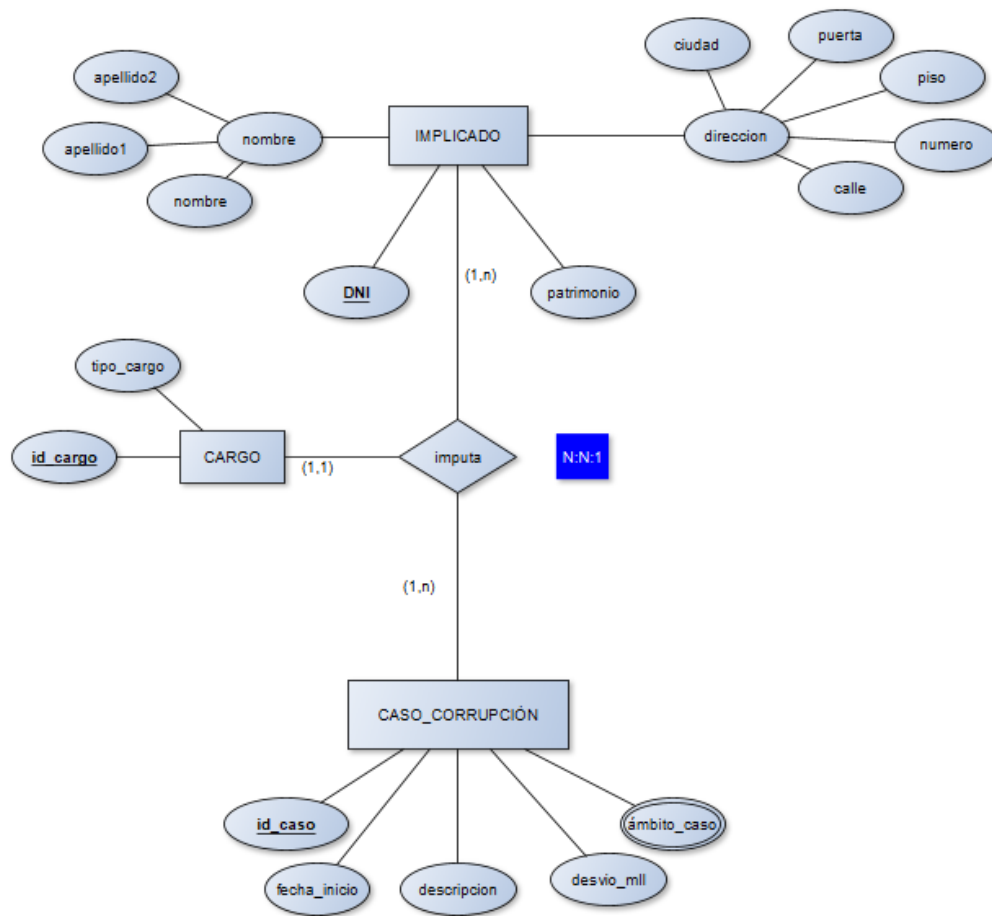 ciudad
puerta
apellido2
piso
IMPLICADO
nombre
direccion
apellido1
numero
nombre
calle
(1,n)
DNI
patrimonio
tipo_cargo
id_cargo
CARGO
(1,1)
imputa
N:N:1
(1,n)
CASO_CORRUPCIÓN
id_caso
ámbito_caso
fecha_inicio
descripcion
desvio_mll